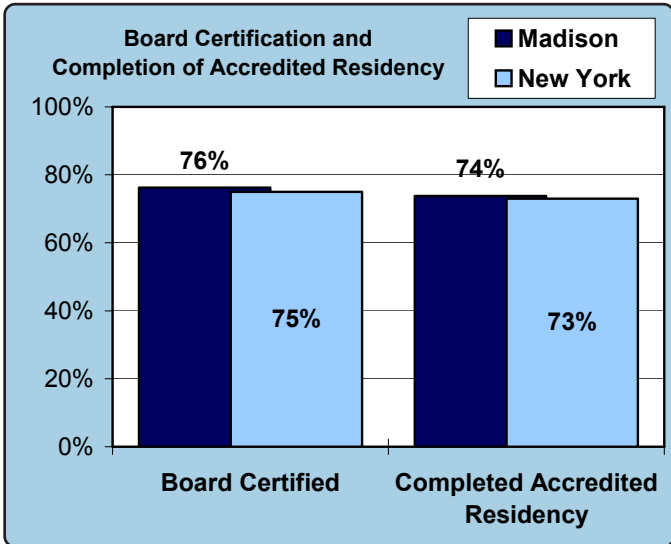 Board Certification and
Completion of Accredited Residency
Madison
New York
100%
80%
60%
40%
20%
0%
76%
75%
74%
73%
Board Certified
Completed Accredited
Residency